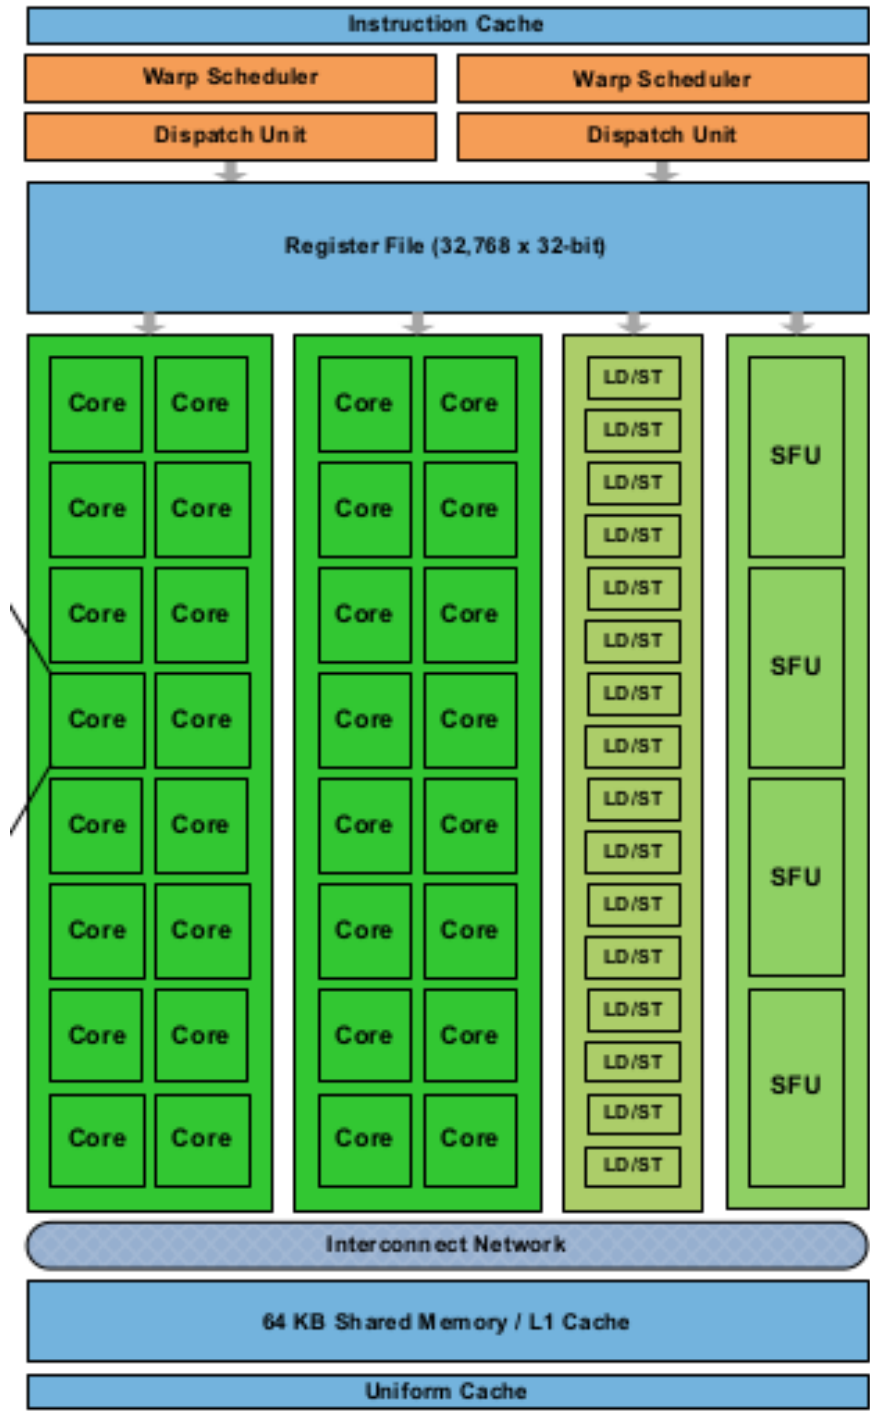 Instruction Cache
Warp Scheduler Warp Scheduler
Dispatch Unit Dispatch Unit
Register File (32,768 x 32-bit)
Core Core Core Core LD/ST
LD/ST
SFU
Core Core Core Core LD/ST
LD/ST
Core Core Core Core LD/ST
LD/ST
SFU
Core Core Core Core LD/ST
LD/ST
Core Core Core Core LD/ST
LD/ST
SFU
Core Core Core Core LD/ST
LD/ST
Core Core Core Core LD/ST
LD/ST
SFU
Core Core Core Core LD/ST
LD/ST
Interconnect Network
64 KB Shared Memory / L1 Cache
Uniform Cache